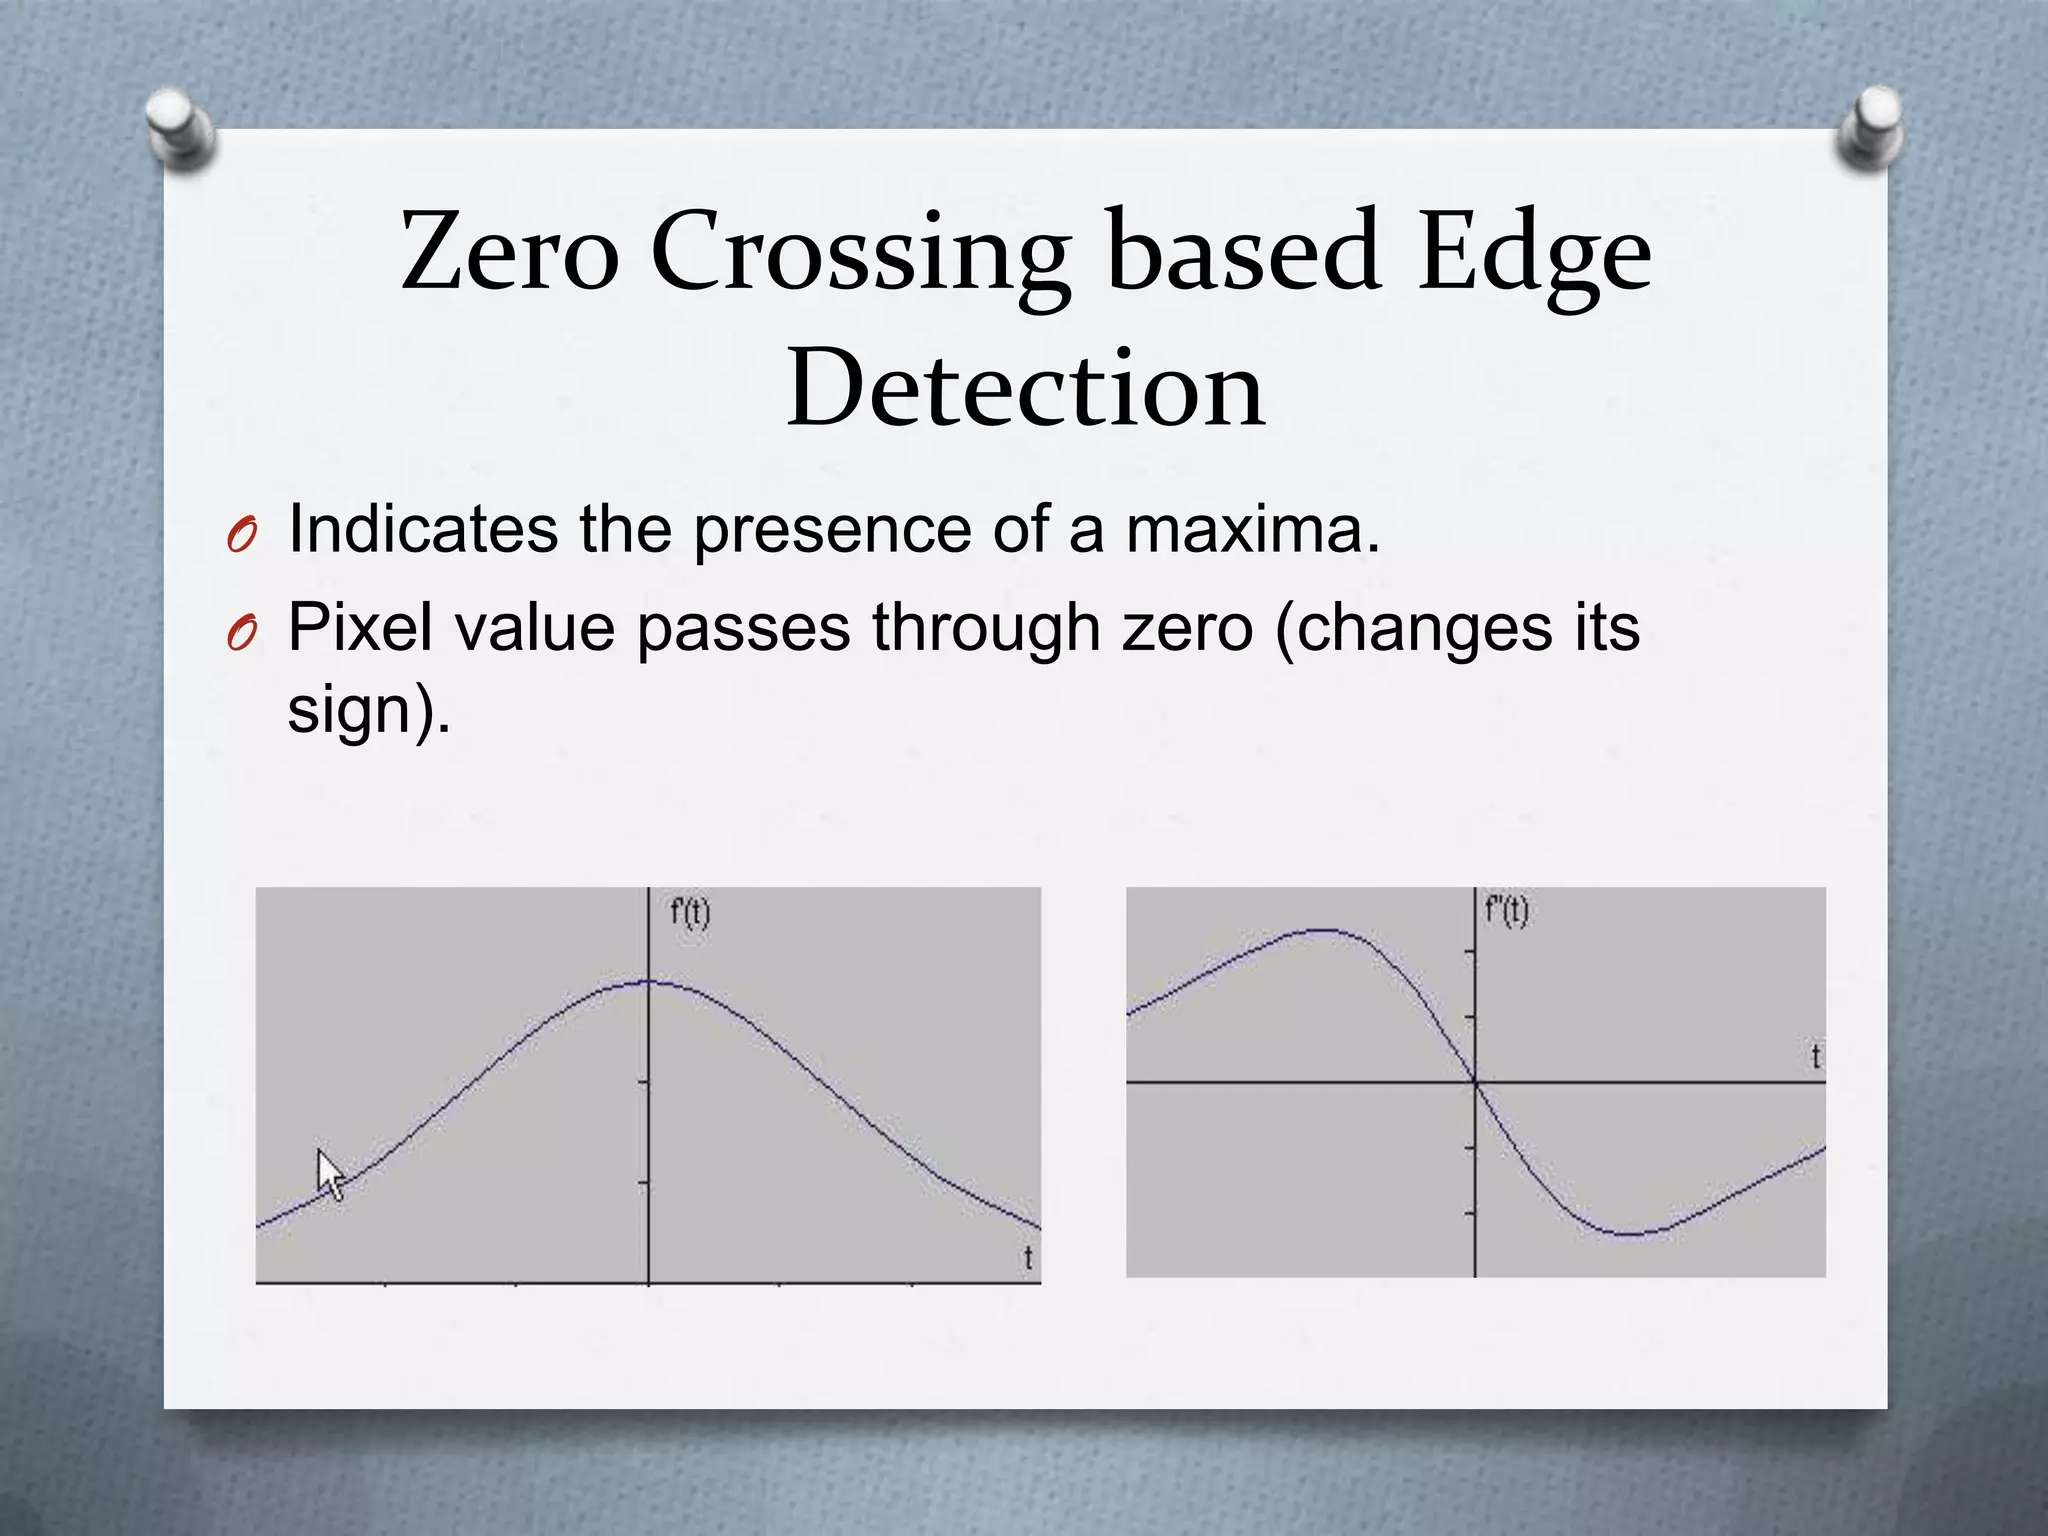 Zero Crossing based Edge
Detection
Indicates the presence of a maxima.
Pixel value passes through zero (changes its
sign).
f'(t)
t
f''(t)
t